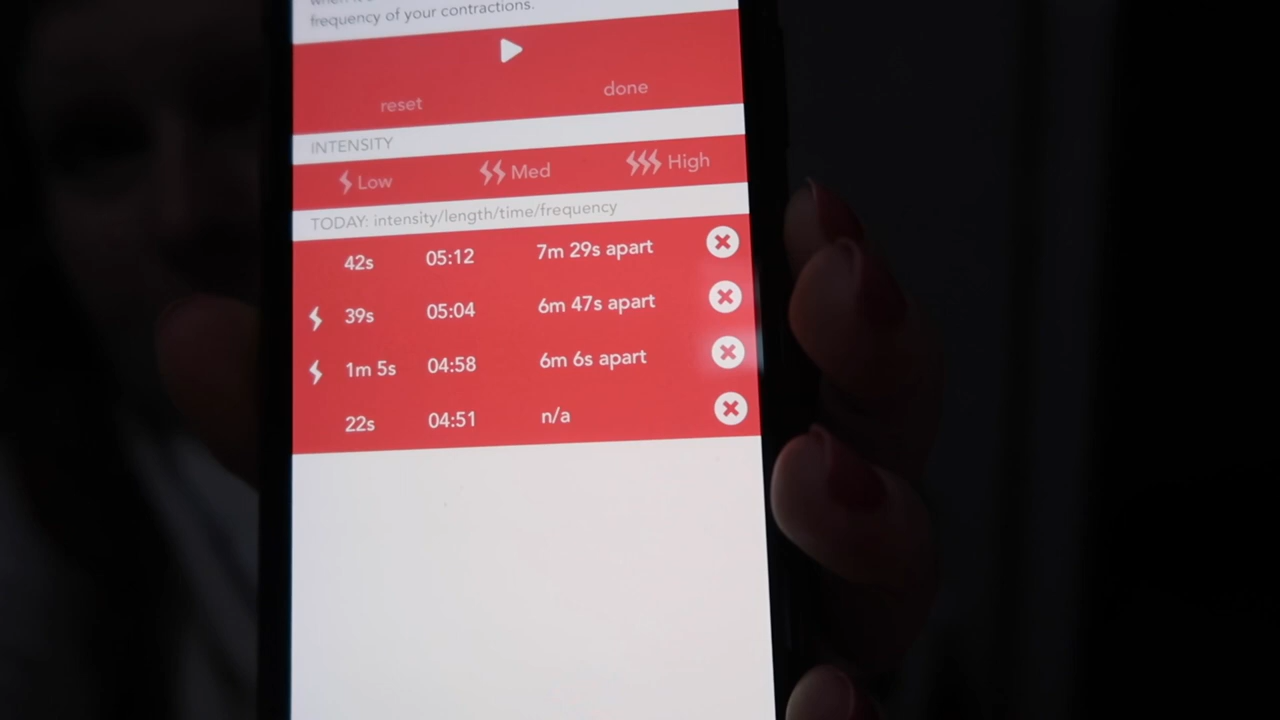 frequency of your contractions.
reset done
INTENSITY
Low Med High
TODAY: intensity/length/time/frequency
42s 05:12 7m 29s apart
39s 05:04 6m 47s apart
1m 5s 04:58 6m 6s apart
22s 04:51 n/a